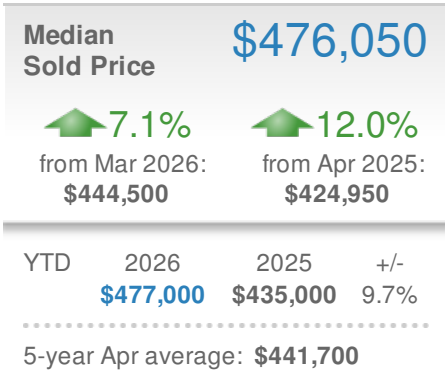 Median
Sold Price
$476,050
7.1%
12.0%
from Mar 2026:
from Apr 2025:
$444,500
$424,950
YTD 2026 2025 +/-
$477,000 $435,000 9.7%
5-year Apr average: $441,700